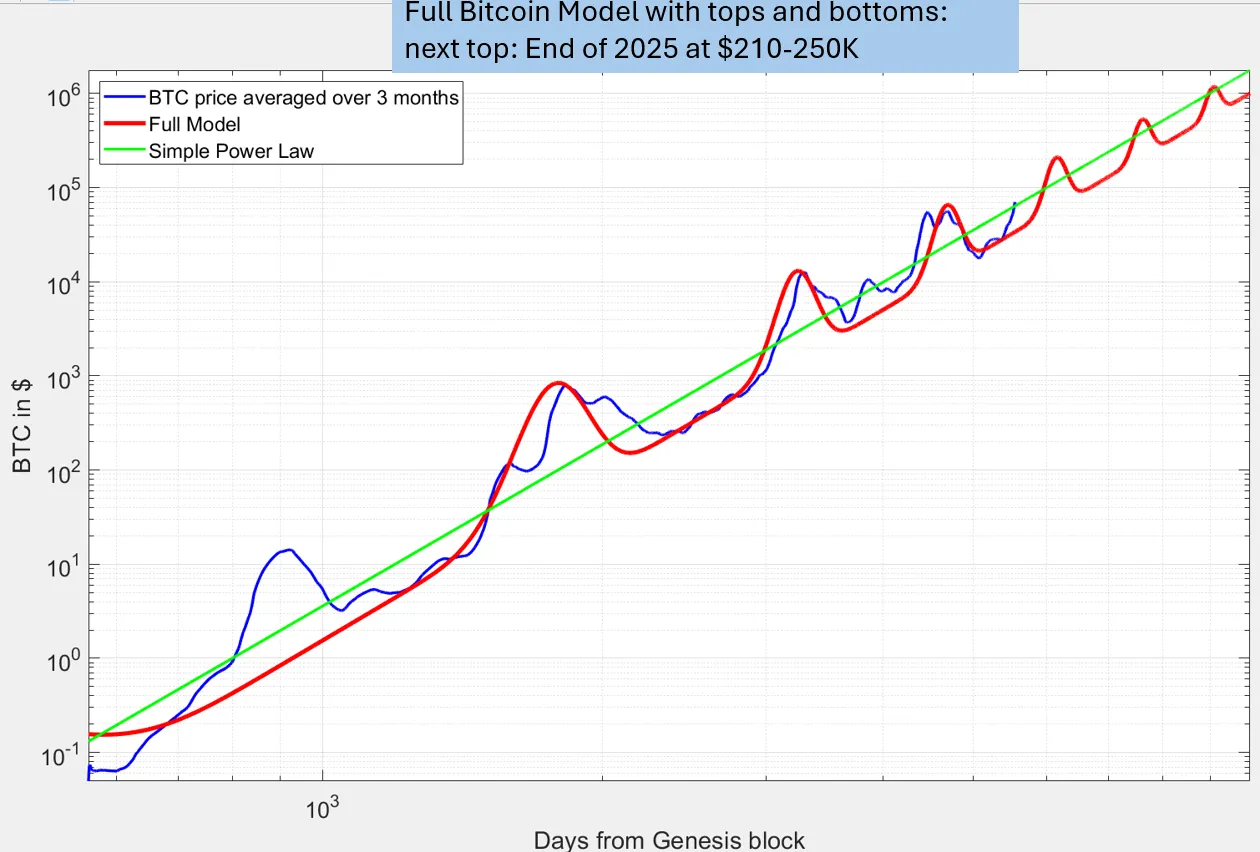 Full Bitcoin Model with tops and bottoms:
next top: End of 2025 at $210-250K
BTC price averaged over 3 months
Full Model
Simple Power Law
10^6
10^5
10^4
10^3
10^2
10^1
10^0
10^-1
BTC in $
10^3
Days from Genesis block